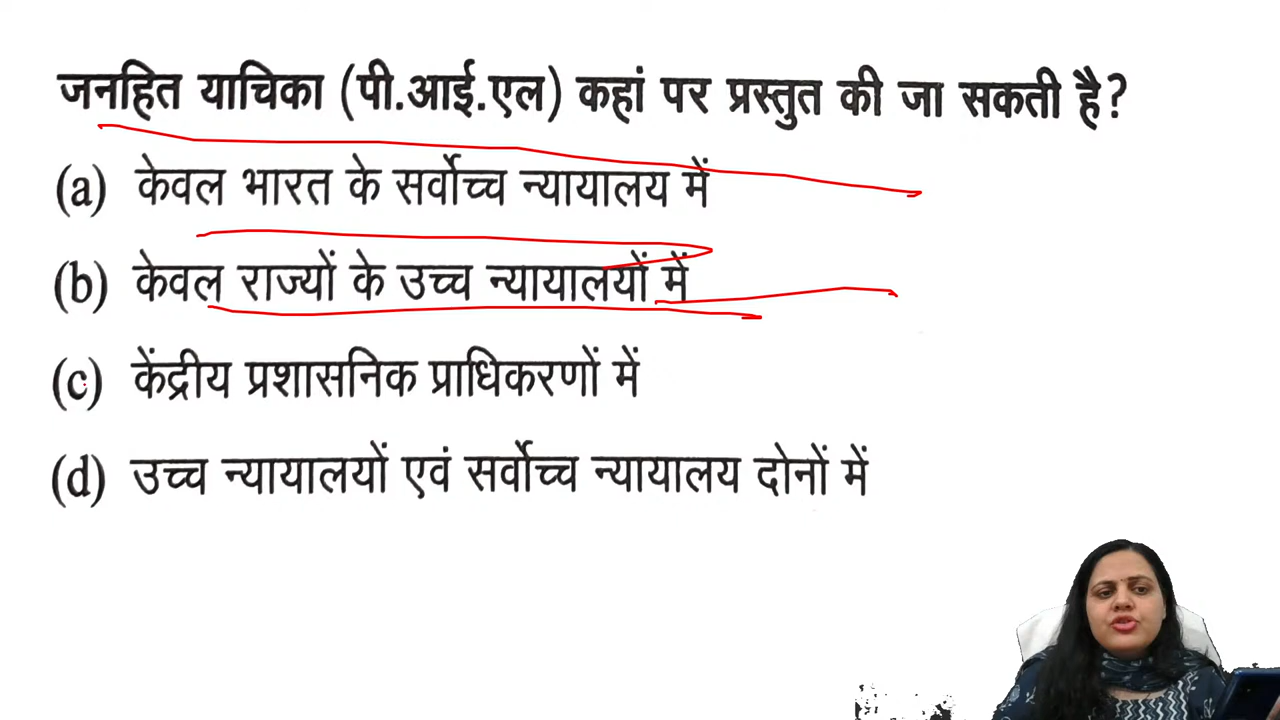 जनहित याचिका (पी.आई.एल) कहां पर प्रस्तुत की जा सकती है?
(a) केवल भारत के सर्वोच्च न्यायालय में
(b) केवल राज्यों के उच्च न्यायालयों में
(c) केंद्रीय प्रशासनिक प्राधिकरणों में
(d) उच्च न्यायालयों एवं सर्वोच्च न्यायालय दोनों में